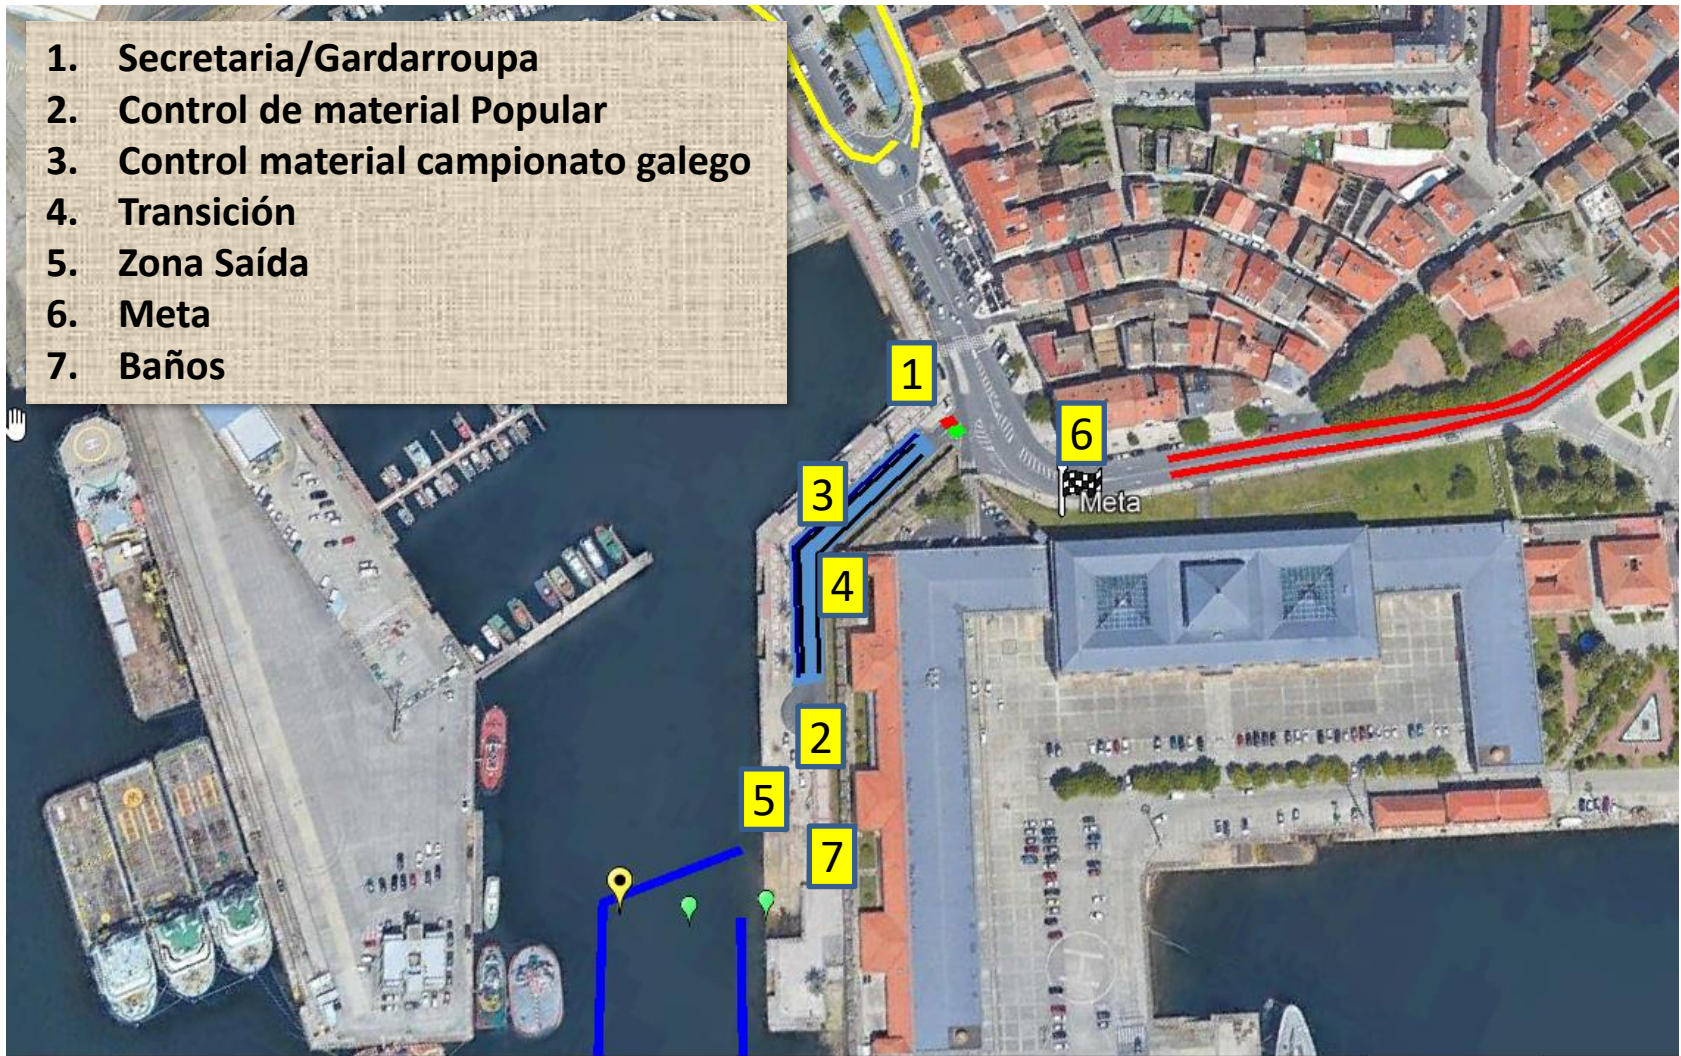 1. Secretaria/Gardarroupa
2. Control de material Popular
3. Control material campionato galego
4. Transición
5. Zona Saída
6. Meta
7. Baños
1
6
Meta
3
4
2
5
7
H